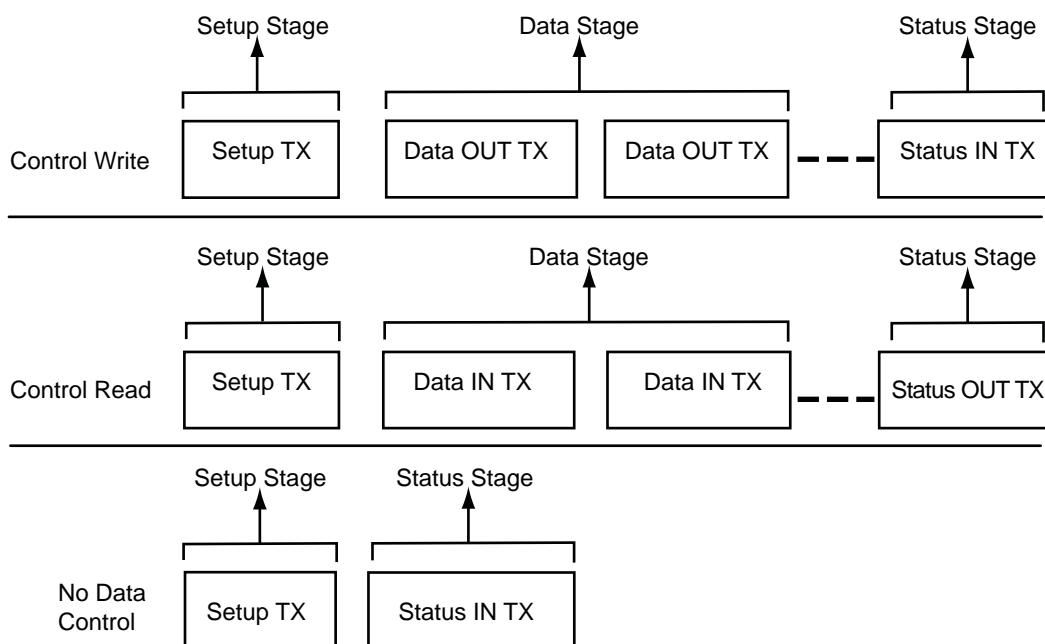 Setup Stage Data Stage Status Stage
Control Write Setup TX Data OUT TX Data OUT TX Status IN TX
Setup Stage Data Stage Status Stage
Control Read Setup TX Data IN TX Data IN TX Status OUT TX
Setup Stage Status Stage
No Data
Control Setup TX Status IN TX